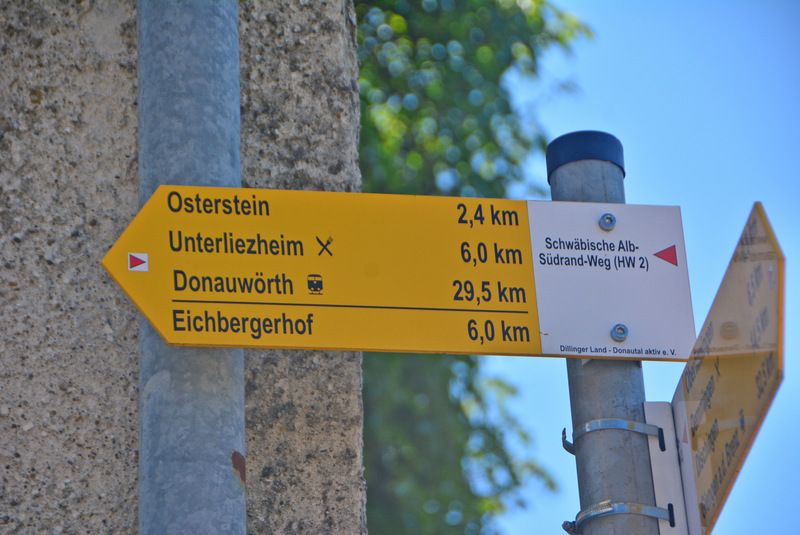 Osterstein 2,4 km
Unterliezheim 6,0 km
Donauwörth 29,5 km
Eichbergerhof 6,0 km
Schwäbische Alb-
Südrand-Weg (HW 2)
Dillinger Land - Donautal aktiv e. V.